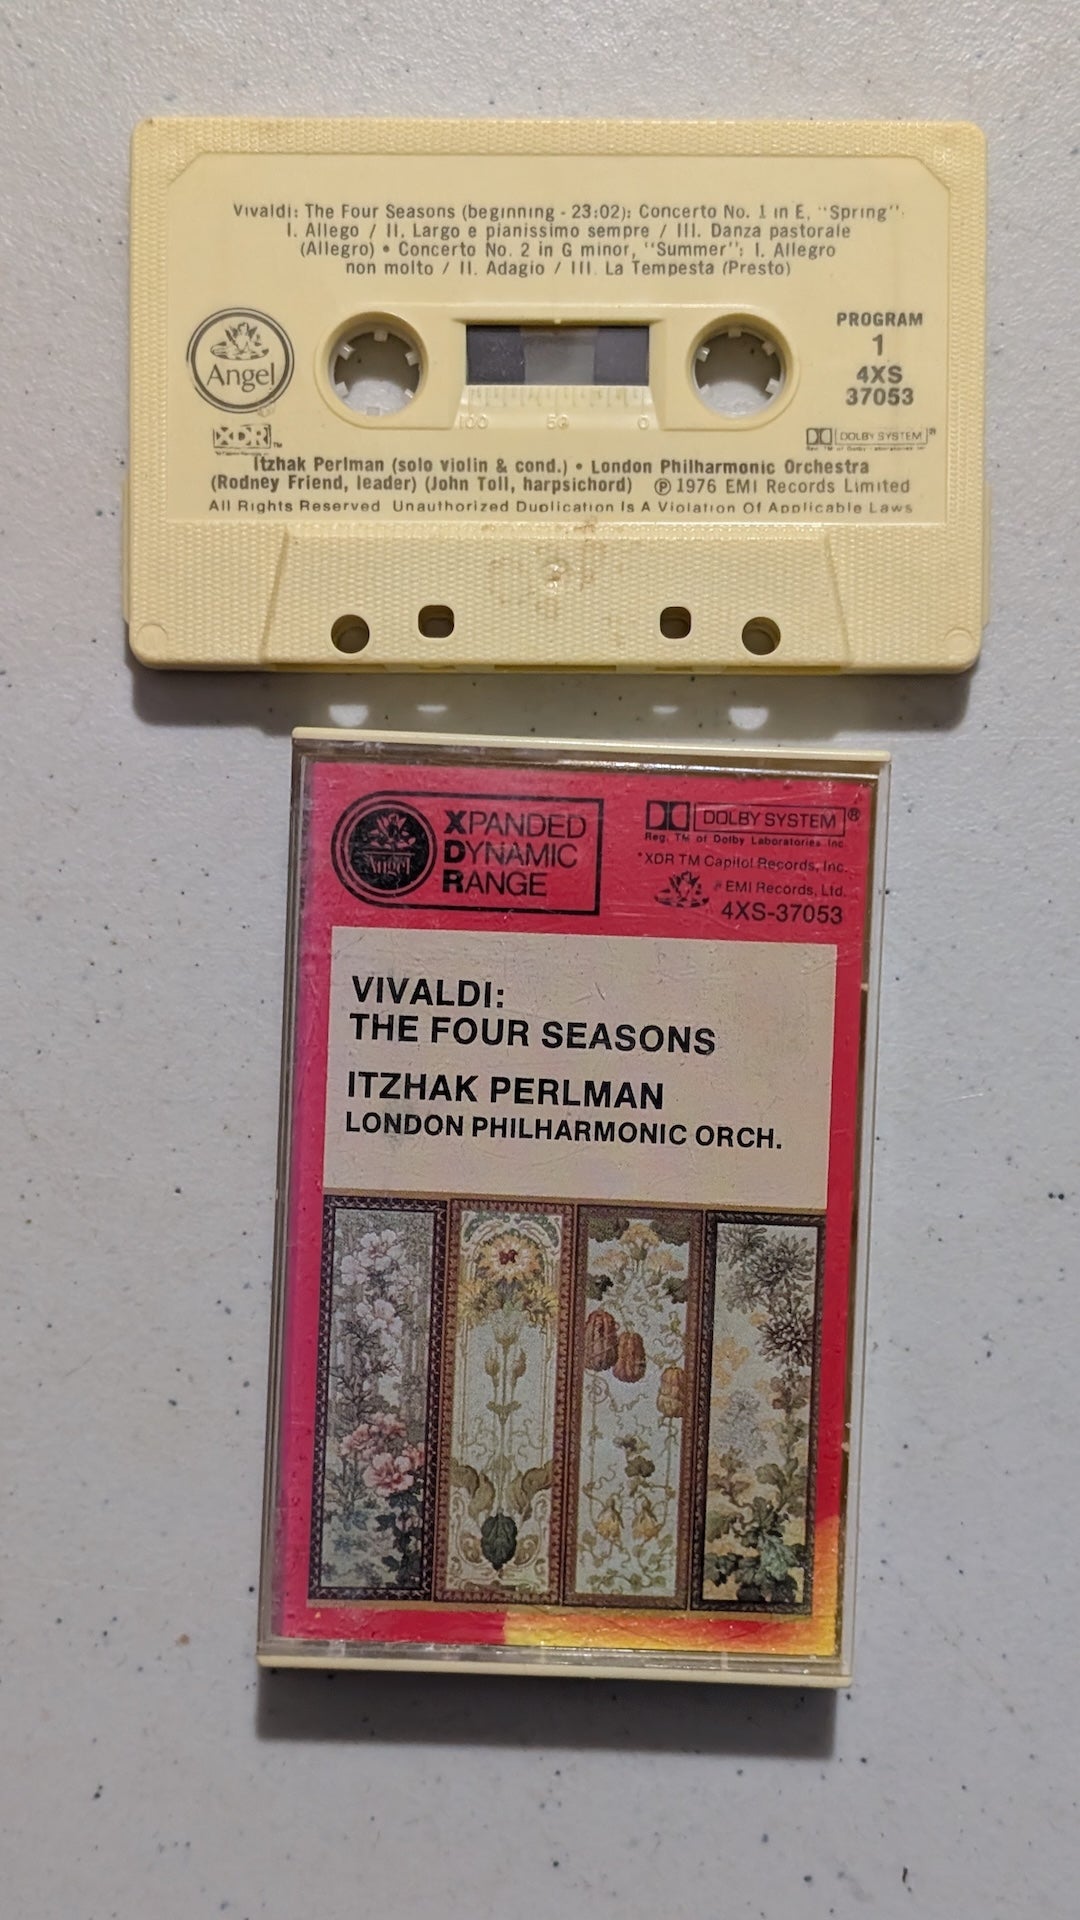 Vivaldi: The Four Seasons (beginning - 23:02): Concerto No. 1 in E, "Spring":
I. Allego / II. Largo e pianissimo sempre / III. Danza pastorale
(Allegro) • Concerto No. 2 in G minor, "Summer": I. Allegro
non molto / II. Adagio / III. La Tempesta (Presto)
Angel
PROGRAM
1
4XS
37053
100 50 0
XDR™
DOLBY SYSTEM®
Itzhak Perlman (solo violin & cond.) • London Philharmonic Orchestra
(Rodney Friend, leader) (John Toll, harpsichord) ℗ 1976 EMI Records Limited
All Rights Reserved Unauthorized Duplication Is A Violation Of Applicable Laws
Angel
XPANDED
DYNAMIC
RANGE
DOLBY SYSTEM®
Reg. TM of Dolby Laboratories Inc.
*XDR TM Capitol Records, Inc.
EMI Records, Ltd.
4XS-37053
VIVALDI:
THE FOUR SEASONS
ITZHAK PERLMAN
LONDON PHILHARMONIC ORCH.